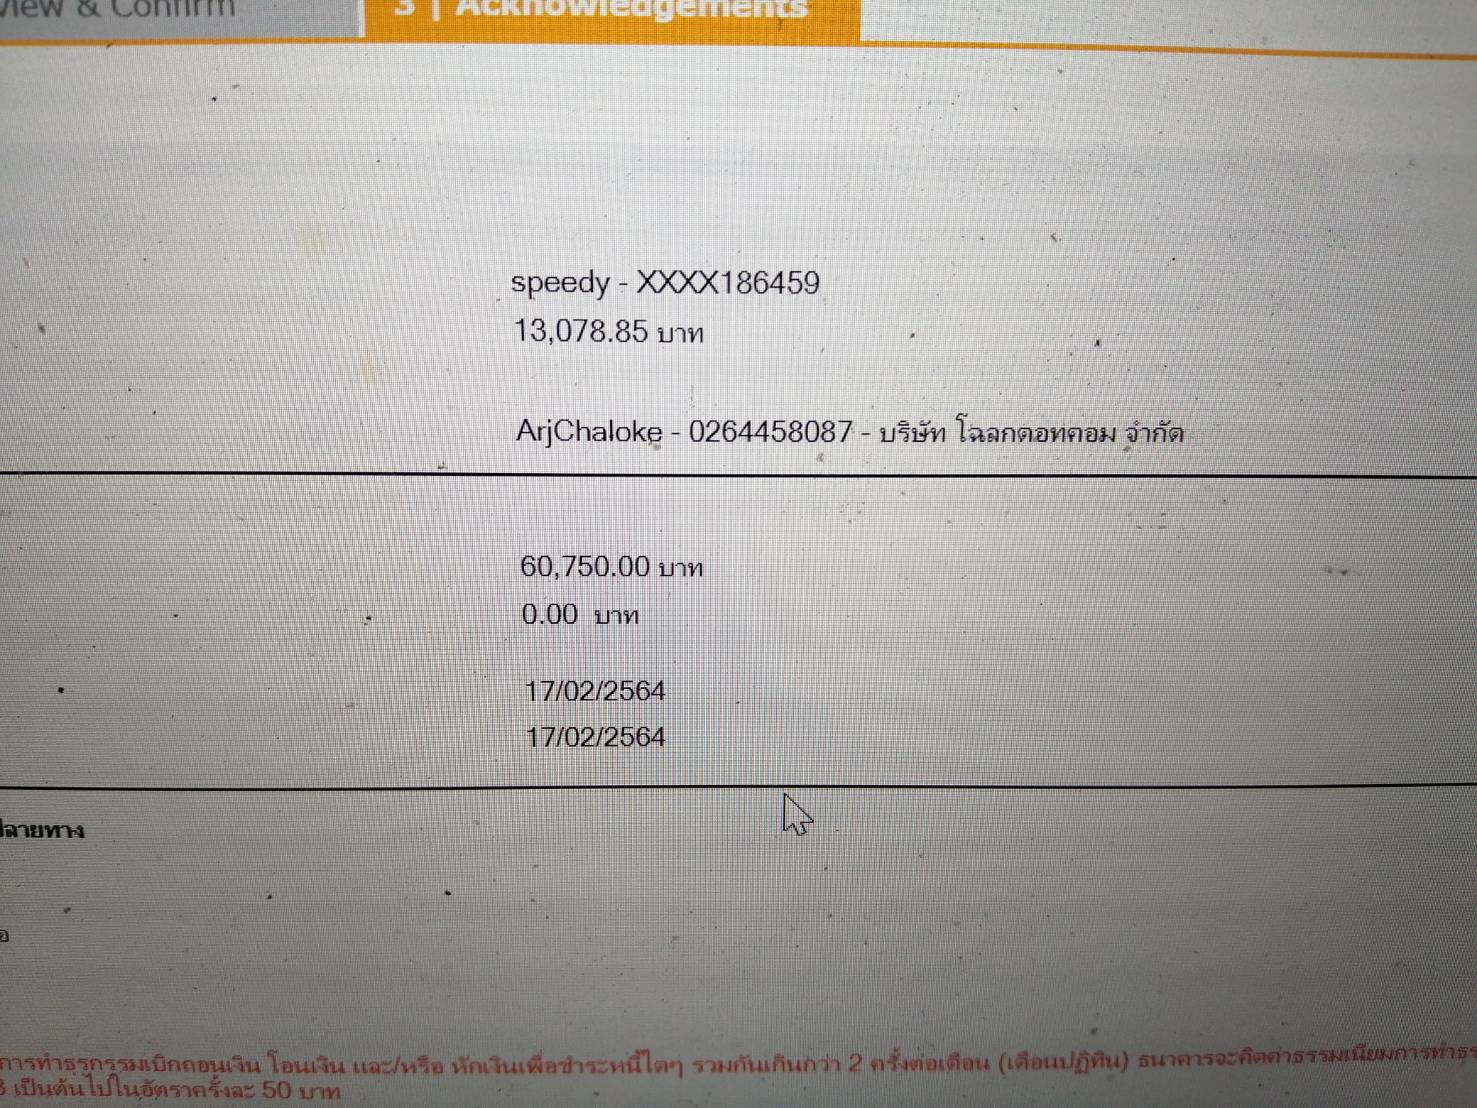 View & Confirm
3 | Acknowledgements
speedy - XXXX186459
13,078.85 บาท
ArjChaloke - 0264458087 - บริษัท โฉลกดอทคอม จำกัด
60,750.00 บาท
0.00 บาท
17/02/2564
17/02/2564
ปลายทาง
การทำธุรกรรมเบิกถอนเงิน โอนเงิน และ/หรือ หักเงินเพื่อชำระหนี้ใดๆ รวมกันเกินกว่า 2 ครั้งต่อเดือน (เดือนปฏิทิน) ธนาคารจะคิดค่าธรรมเนียมการทำธุร
3 เป็นต้นไปในอัตราครั้งละ 50 บาท